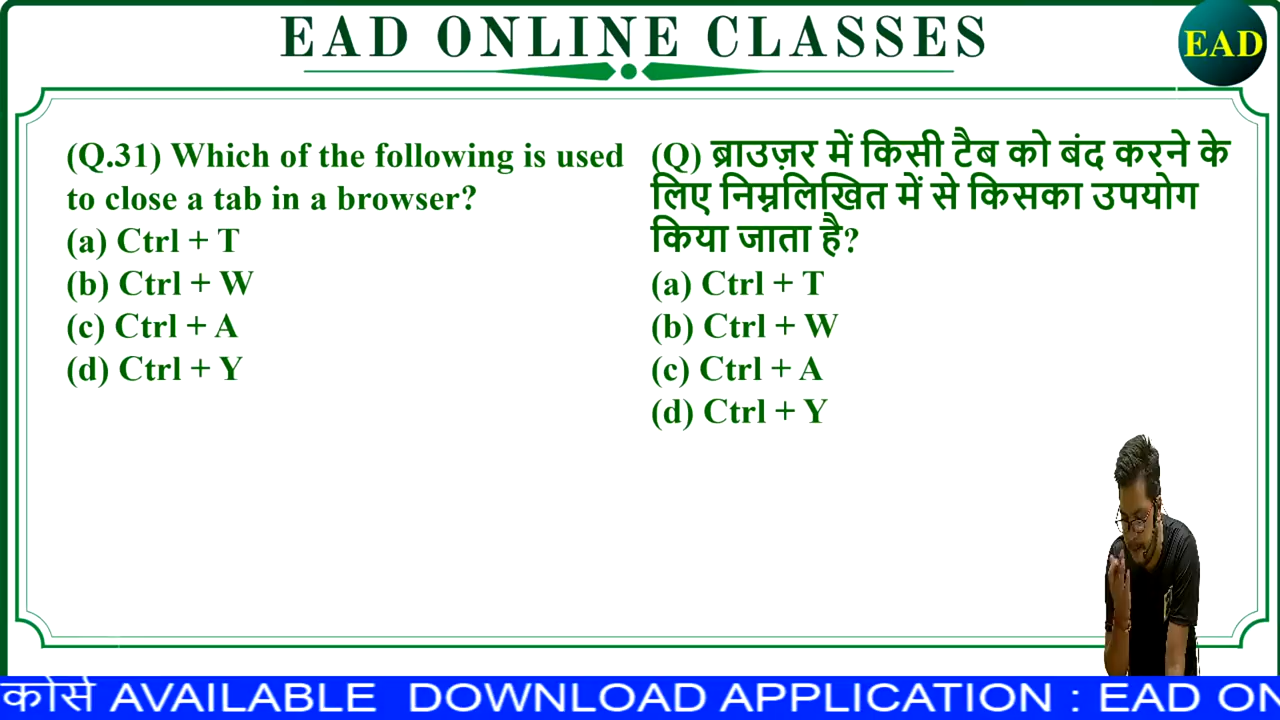 EAD ONLINE CLASSES
EAD
(Q.31) Which of the following is used
to close a tab in a browser?
(a) Ctrl + T
(b) Ctrl + W
(c) Ctrl + A
(d) Ctrl + Y
(Q) ब्राउज़र में किसी टैब को बंद करने के
लिए निम्नलिखित में से किसका उपयोग
किया जाता है?
(a) Ctrl + T
(b) Ctrl + W
(c) Ctrl + A
(d) Ctrl + Y
कोर्स AVAILABLE DOWNLOAD APPLICATION : EAD ON